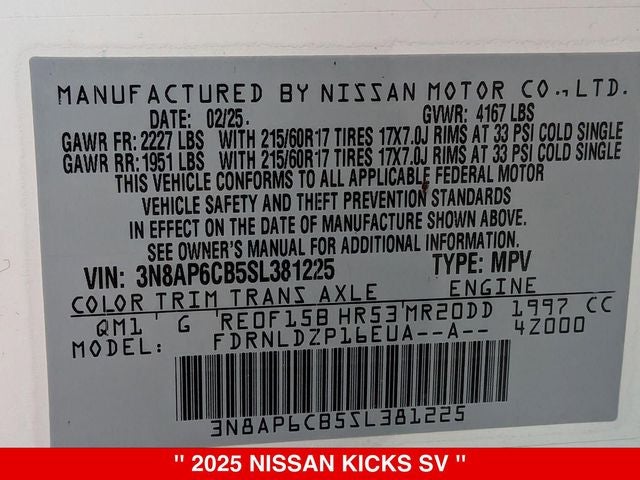 MANUFACTURED BY NISSAN MOTOR CO.,LTD.
DATE: 02/25. GVWR: 4167 LBS
GAWR FR: 2227 LBS WITH 215/60R17 TIRES 17X7.0J RIMS AT 33 PSI COLD SINGLE
GAWR RR: 1951 LBS WITH 215/60R17 TIRES 17X7.0J RIMS AT 33 PSI COLD SINGLE
THIS VEHICLE CONFORMS TO ALL APPLICABLE FEDERAL MOTOR
VEHICLE SAFETY AND THEFT PREVENTION STANDARDS
IN EFFECT ON THE DATE OF MANUFACTURE SHOWN ABOVE.
SEE OWNER'S MANUAL FOR ADDITIONAL INFORMATION
VIN: 3N8AP6CB5SL381225 TYPE: MPV
COLOR TRIM TRANS AXLE ENGINE
QM1 G RE0F15B HR53 MR20DD 1997 CC
MODEL: FDRNLDZP16EUA--A-- 4Z000
3N8AP6CB5SL381225
" 2025 NISSAN KICKS SV "